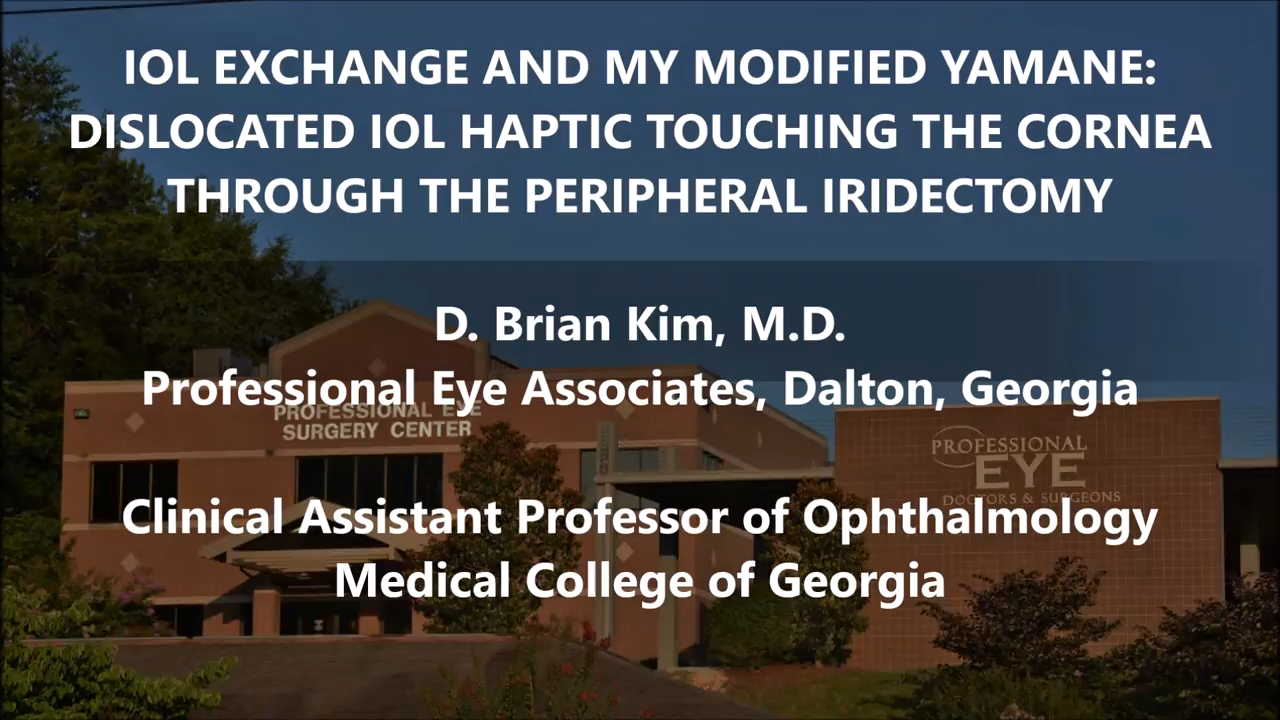 IOL EXCHANGE AND MY MODIFIED YAMANE:
DISLOCATED IOL HAPTIC TOUCHING THE CORNEA
THROUGH THE PERIPHERAL IRIDECTOMY
D. Brian Kim, M.D.
Professional Eye Associates, Dalton, Georgia
PROFESSIONAL EYE
SURGERY CENTER
PROFESSIONAL
EYE
DOCTORS & SURGEONS
Clinical Assistant Professor of Ophthalmology
Medical College of Georgia